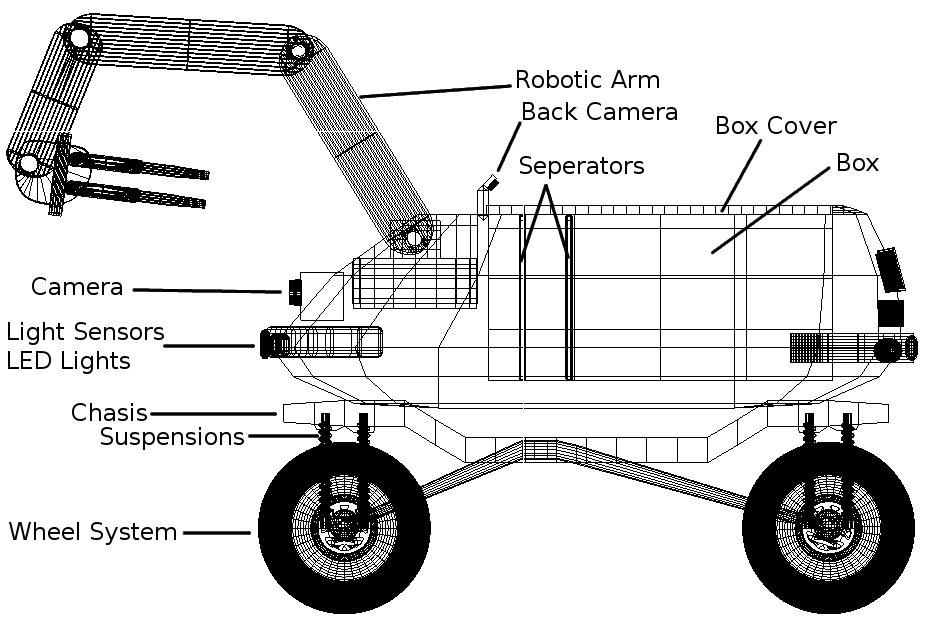 Robotic Arm
Back Camera
Box Cover
Seperators
Box
Camera
Light Sensors
LED Lights
Chasis
Suspensions
Wheel System